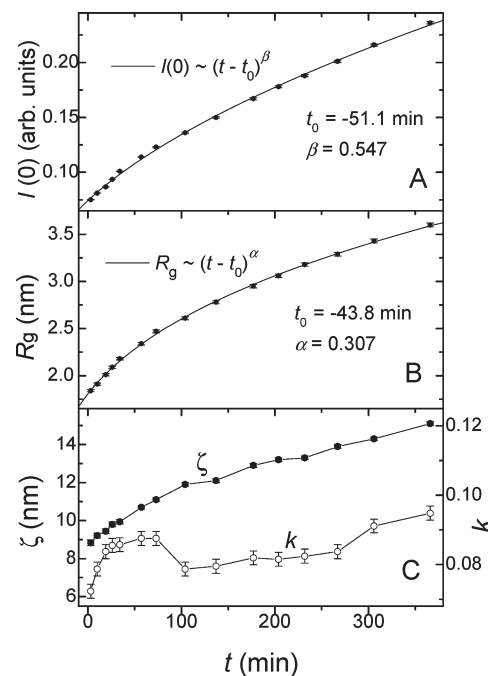 I(0) (arb. units)
0.20
0.15
0.10
I(0) ~ (t - t₀)^β
t₀ = -51.1 min
β = 0.547
A
Rg (nm)
3.5
3.0
2.5
2.0
Rg ~ (t - t₀)^α
t₀ = -43.8 min
α = 0.307
B
ζ (nm)
14
12
10
8
6
ζ
k
C
0.12
0.10
0.08
k
0 100 200 300 400
t (min)